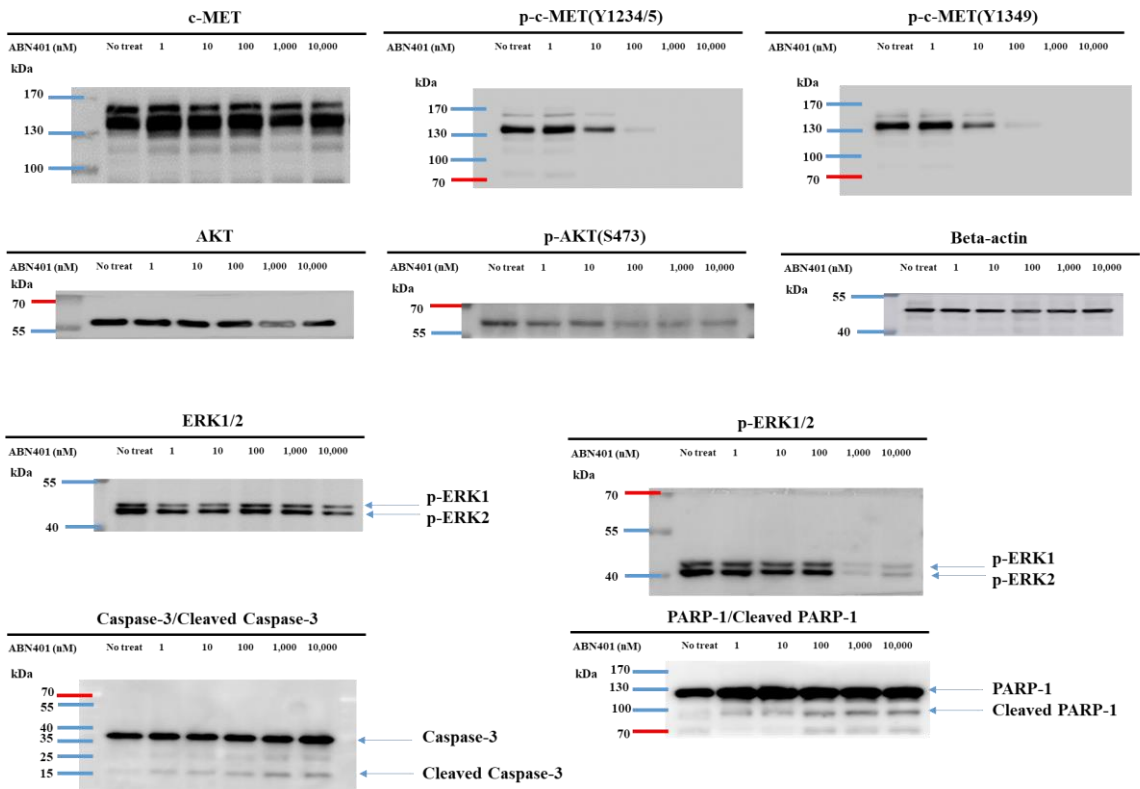 c-MET
ABN401 (nM) No treat 1 10 100 1,000 10,000
kDa
170
130
100
p-c-MET(Y1234/5)
ABN401 (nM) No treat 1 10 100 1,000 10,000
kDa
170
130
100
70
p-c-MET(Y1349)
ABN401 (nM) No treat 1 10 100 1,000 10,000
kDa
170
130
100
70
AKT
ABN401 (nM) No treat 1 10 100 1,000 10,000
kDa
70
55
p-AKT(S473)
ABN401 (nM) No treat 1 10 100 1,000 10,000
kDa
70
55
Beta-actin
ABN401 (nM) No treat 1 10 100 1,000 10,000
kDa
55
40
ERK1/2
ABN401 (nM) No treat 1 10 100 1,000 10,000
kDa
55
40
p-ERK1
p-ERK2
p-ERK1/2
ABN401 (nM) No treat 1 10 100 1,000 10,000
kDa
70
55
40
p-ERK1
p-ERK2
Caspase-3/Cleaved Caspase-3
ABN401 (nM) No treat 1 10 100 1,000 10,000
kDa
70
55
40
35
25
15
Caspase-3
Cleaved Caspase-3
PARP-1/Cleaved PARP-1
ABN401 (nM) No treat 1 10 100 1,000 10,000
kDa
170
130
100
70
PARP-1
Cleaved PARP-1